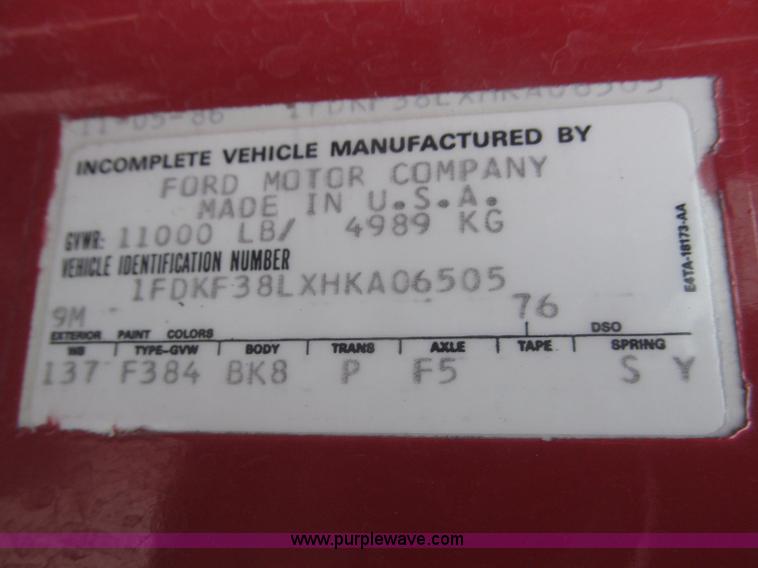 11-05-86 1FDKF38LXHKA06505
INCOMPLETE VEHICLE MANUFACTURED BY
FORD MOTOR COMPANY
MADE IN U.S.A.
GVWR: 11000 LB/ 4989 KG
VEHICLE IDENTIFICATION NUMBER
1FDKF38LXHKA06505
9M 76
EXTERIOR PAINT COLORS DSO
WB TYPE-GVW BODY TRANS AXLE TAPE SPRING
137 F384 BK8 P F5 S Y
E4TA-18173-AA
www.purplewave.com